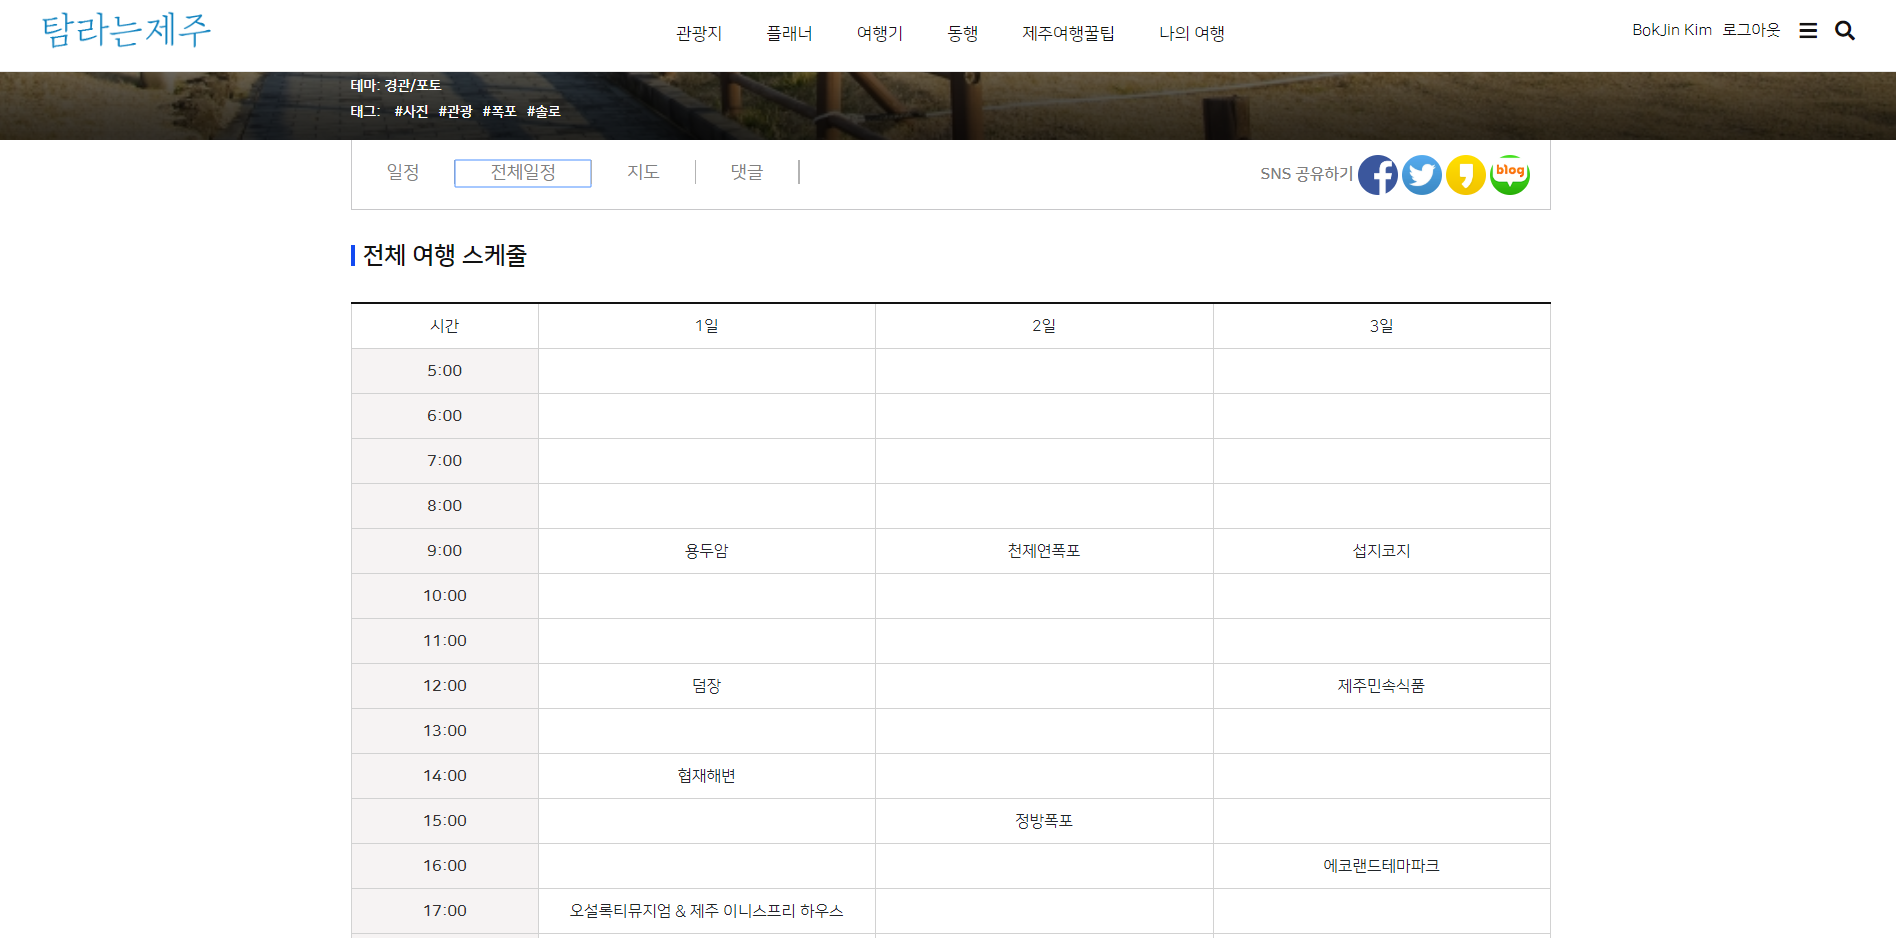 탐라는제주
관광지 플래너 여행기 동행 제주여행꿀팁 나의 여행
BokJin Kim 로그아웃
테마: 경관/포토
태그: #사진 #관광 #폭포 #솔로
일정 전체일정 지도 댓글
SNS 공유하기
blog
전체 여행 스케줄
시간 1일 2일 3일
5:00
6:00
7:00
8:00
9:00 용두암 천제연폭포 섭지코지
10:00
11:00
12:00 덤장 제주민속식품
13:00
14:00 협재해변
15:00 정방폭포
16:00 에코랜드테마파크
17:00 오설록티뮤지엄 & 제주 이니스프리 하우스